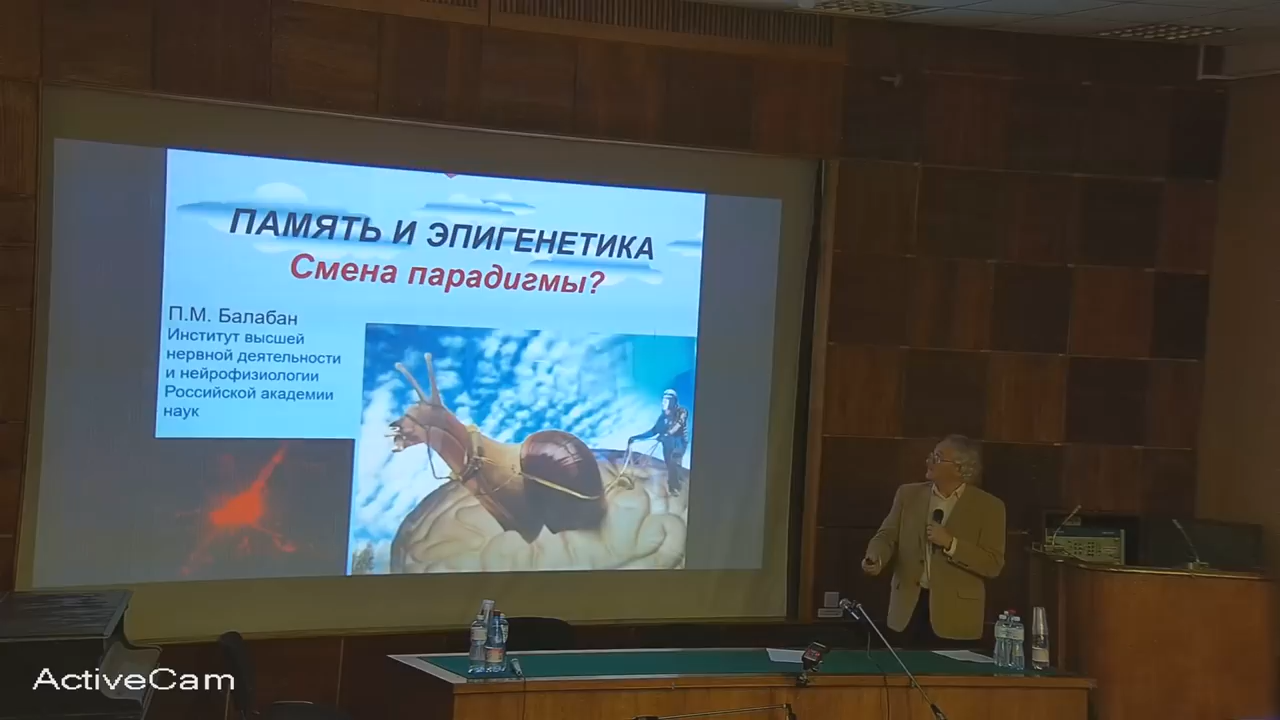 ПАМЯТЬ И ЭПИГЕНЕТИКА
Смена парадигмы?
П.М. Балабан
Институт высшей
нервной деятельности
и нейрофизиологии
Российской академии
наук
ActiveCam